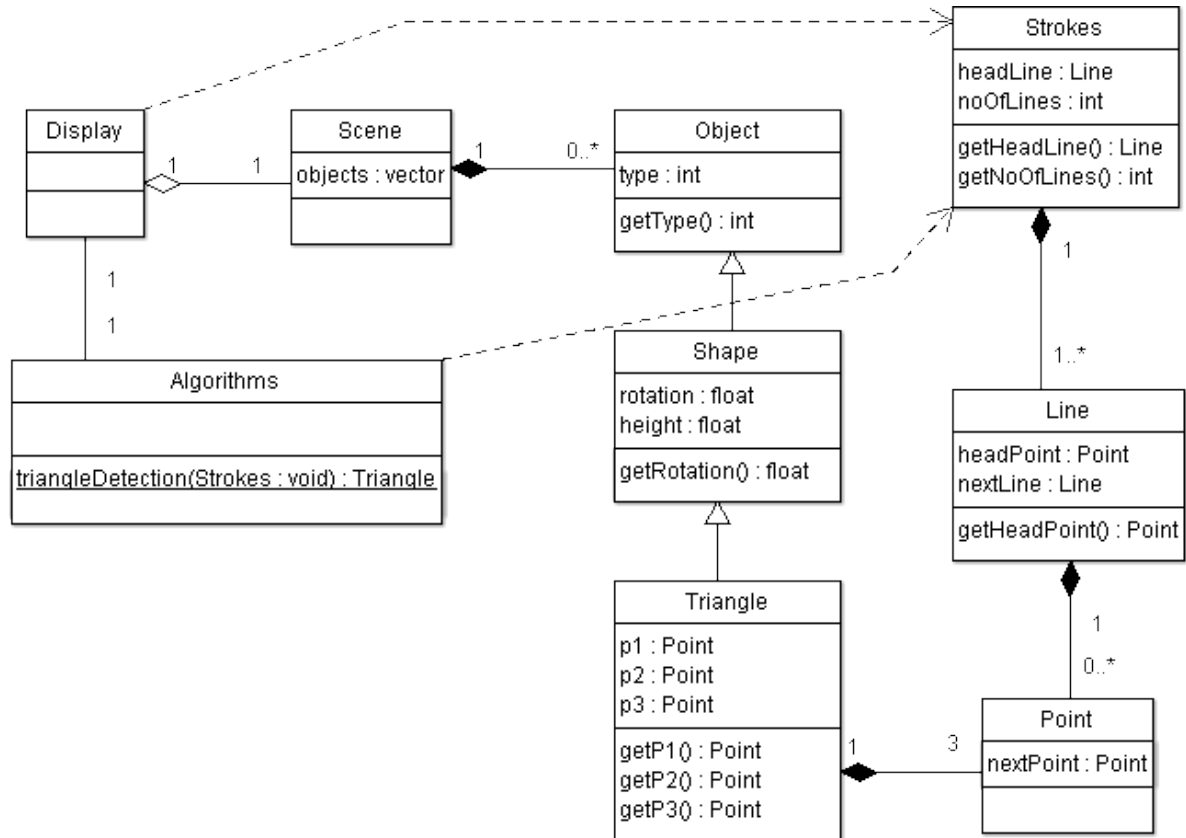 Strokes
headLine : Line
noOfLines : int
getHeadLine() : Line
getNoOfLines() : int
Display
Scene
objects : vector
Object
type : int
getType() : int
1
1
1
0..*
1
1
1
1..*
Algorithms
triangleDetection(Strokes : void) : Triangle
Shape
rotation : float
height : float
getRotation() : float
Line
headPoint : Point
nextLine : Line
getHeadPoint() : Point
1
0..*
Triangle
p1 : Point
p2 : Point
p3 : Point
getP1() : Point
getP2() : Point
getP3() : Point
1
3
Point
nextPoint : Point